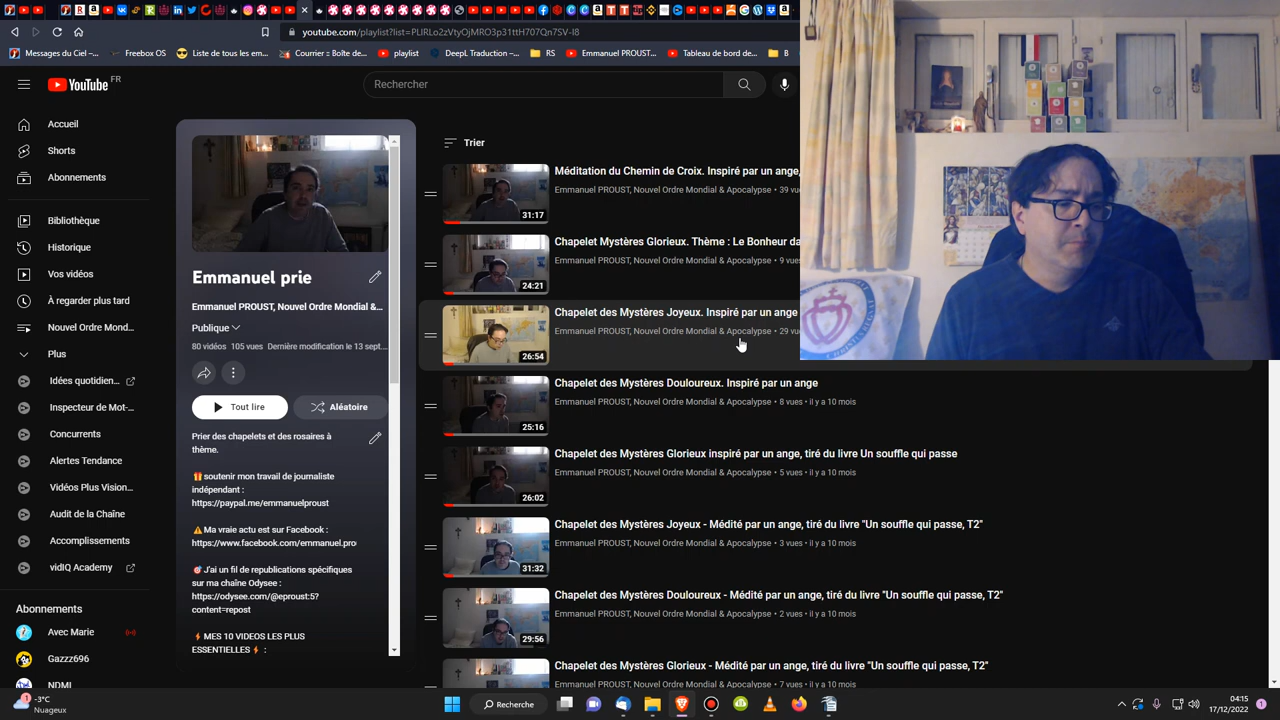 youtube.com/playlist?list=PLlRLo2zVtyOjMRO3p31ttH707Qn7SV-I8
Messages du Ciel –...
Freebox OS
Liste de tous les em...
Courrier : Boîte de...
playlist
DeepL Traduction –...
RS
Emmanuel PROUST...
Tableau de bord de...
B
YouTube FR
Rechercher
Accueil
Shorts
Abonnements
Bibliothèque
Historique
Vos vidéos
À regarder plus tard
Nouvel Ordre Mond...
Plus
Idées quotidien...
Inspecteur de Mot-...
Concurrents
Alertes Tendance
Vidéos Plus Vision...
Audit de la Chaîne
Accomplissements
vidIQ Academy
Abonnements
Avec Marie
Gazzz696
NDML
Emmanuel prie
Emmanuel PROUST, Nouvel Ordre Mondial &...
Publique
80 vidéos 105 vues Dernière modification le 13 sept....
Tout lire
Aléatoire
Prier des chapelets et des rosaires à
thème.
soutenir mon travail de journaliste
indépendant :
https://paypal.me/emmanuelproust
Ma vraie actu est sur Facebook :
https://www.facebook.com/emmanuel.pro
J'ai un fil de republications spécifiques
sur ma chaîne Odysee :
https://odysee.com/@eproust:5?
content=repost
MES 10 VIDEOS LES PLUS
ESSENTIELLES :
Trier
Méditation du Chemin de Croix. Inspiré par un ange,
Emmanuel PROUST, Nouvel Ordre Mondial & Apocalypse • 39 vu
31:17
Chapelet Mystères Glorieux. Thème : Le Bonheur da
Emmanuel PROUST, Nouvel Ordre Mondial & Apocalypse • 9 vues
24:21
Chapelet des Mystères Joyeux. Inspiré par un ange
Emmanuel PROUST, Nouvel Ordre Mondial & Apocalypse • 29 vu
26:54
Chapelet des Mystères Douloureux. Inspiré par un ange
Emmanuel PROUST, Nouvel Ordre Mondial & Apocalypse • 8 vues • il y a 10 mois
25:16
Chapelet des Mystères Glorieux inspiré par un ange, tiré du livre Un souffle qui passe
Emmanuel PROUST, Nouvel Ordre Mondial & Apocalypse • 5 vues • il y a 10 mois
26:02
Chapelet des Mystères Joyeux - Médité par un ange, tiré du livre "Un souffle qui passe, T2"
Emmanuel PROUST, Nouvel Ordre Mondial & Apocalypse • 3 vues • il y a 10 mois
31:32
Chapelet des Mystères Douloureux - Médité par un ange, tiré du livre "Un souffle qui passe, T2"
Emmanuel PROUST, Nouvel Ordre Mondial & Apocalypse • 2 vues • il y a 10 mois
29:56
Chapelet des Mystères Glorieux - Médité par un ange, tiré du livre "Un souffle qui passe, T2"
Emmanuel PROUST, Nouvel Ordre Mondial & Apocalypse • 7 vues • il y a 10 mois
-3°C
Nuageux
Recherche
04:15
17/12/2022